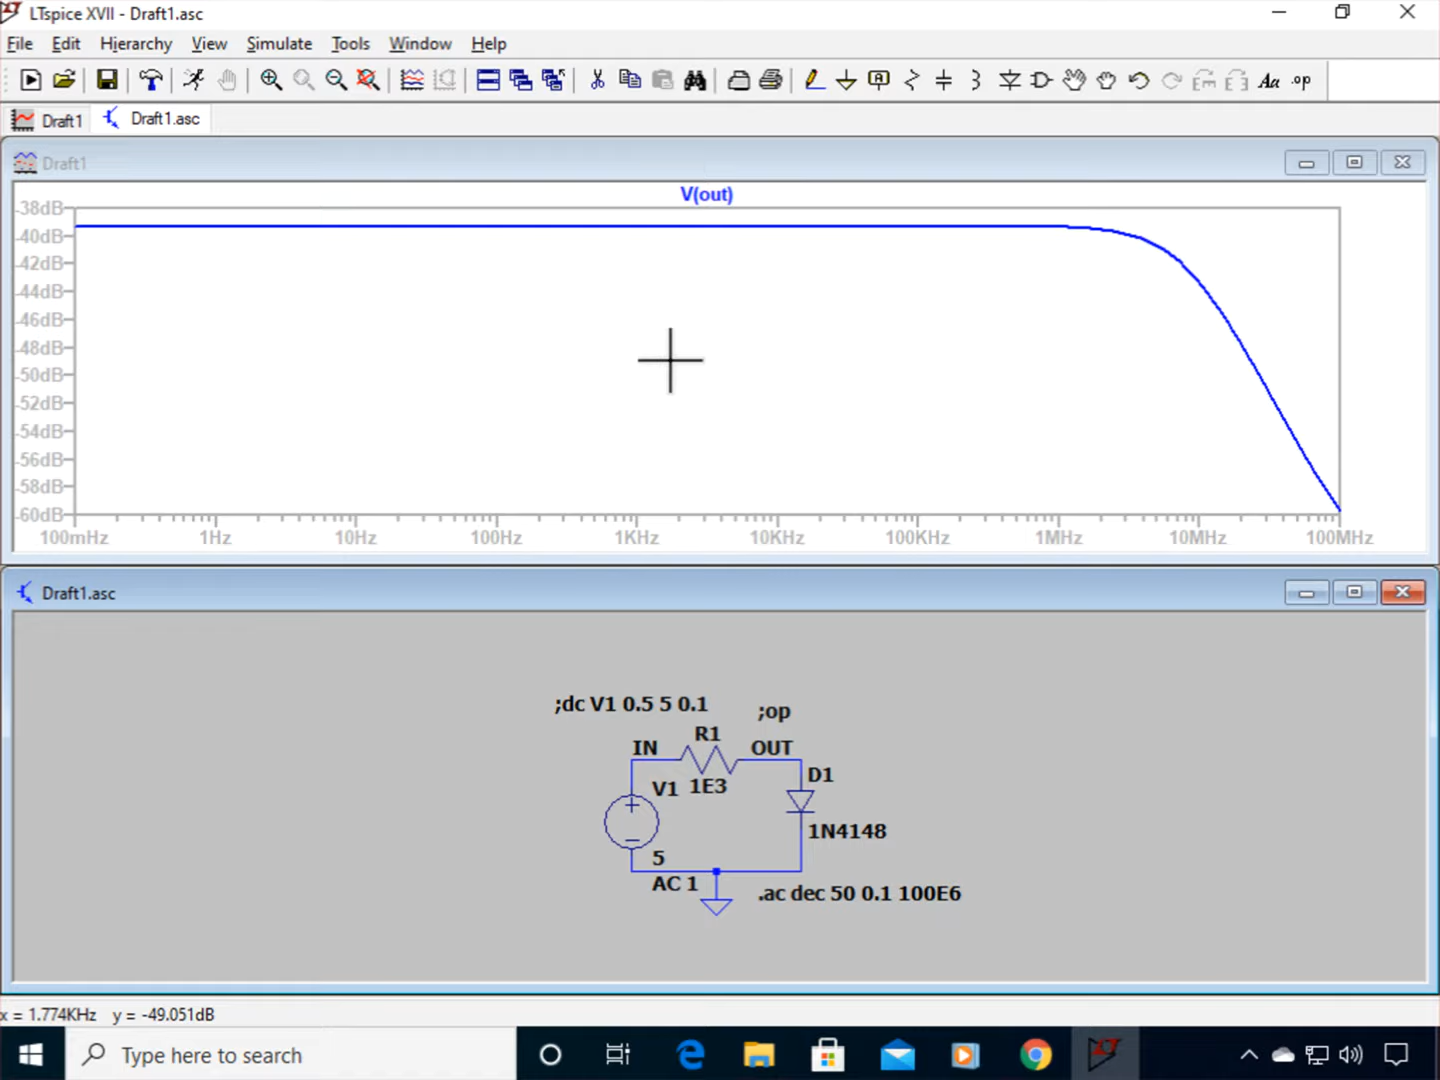 LTspice XVII - Draft1.asc
File Edit Hierarchy View Simulate Tools Window Help
Aa .op
Draft1 Draft1.asc
Draft1
V(out)
-38dB
-40dB
-42dB
-44dB
-46dB
-48dB
-50dB
-52dB
-54dB
-56dB
-58dB
-60dB
100mHz 1Hz 10Hz 100Hz 1KHz 10KHz 100KHz 1MHz 10MHz 100MHz
Draft1.asc
;dc V1 0.5 5 0.1 ;op
R1
IN OUT
D1
V1 1E3
1N4148
5
AC 1
.ac dec 50 0.1 100E6
x = 1.774KHz y = -49.051dB
Type here to search